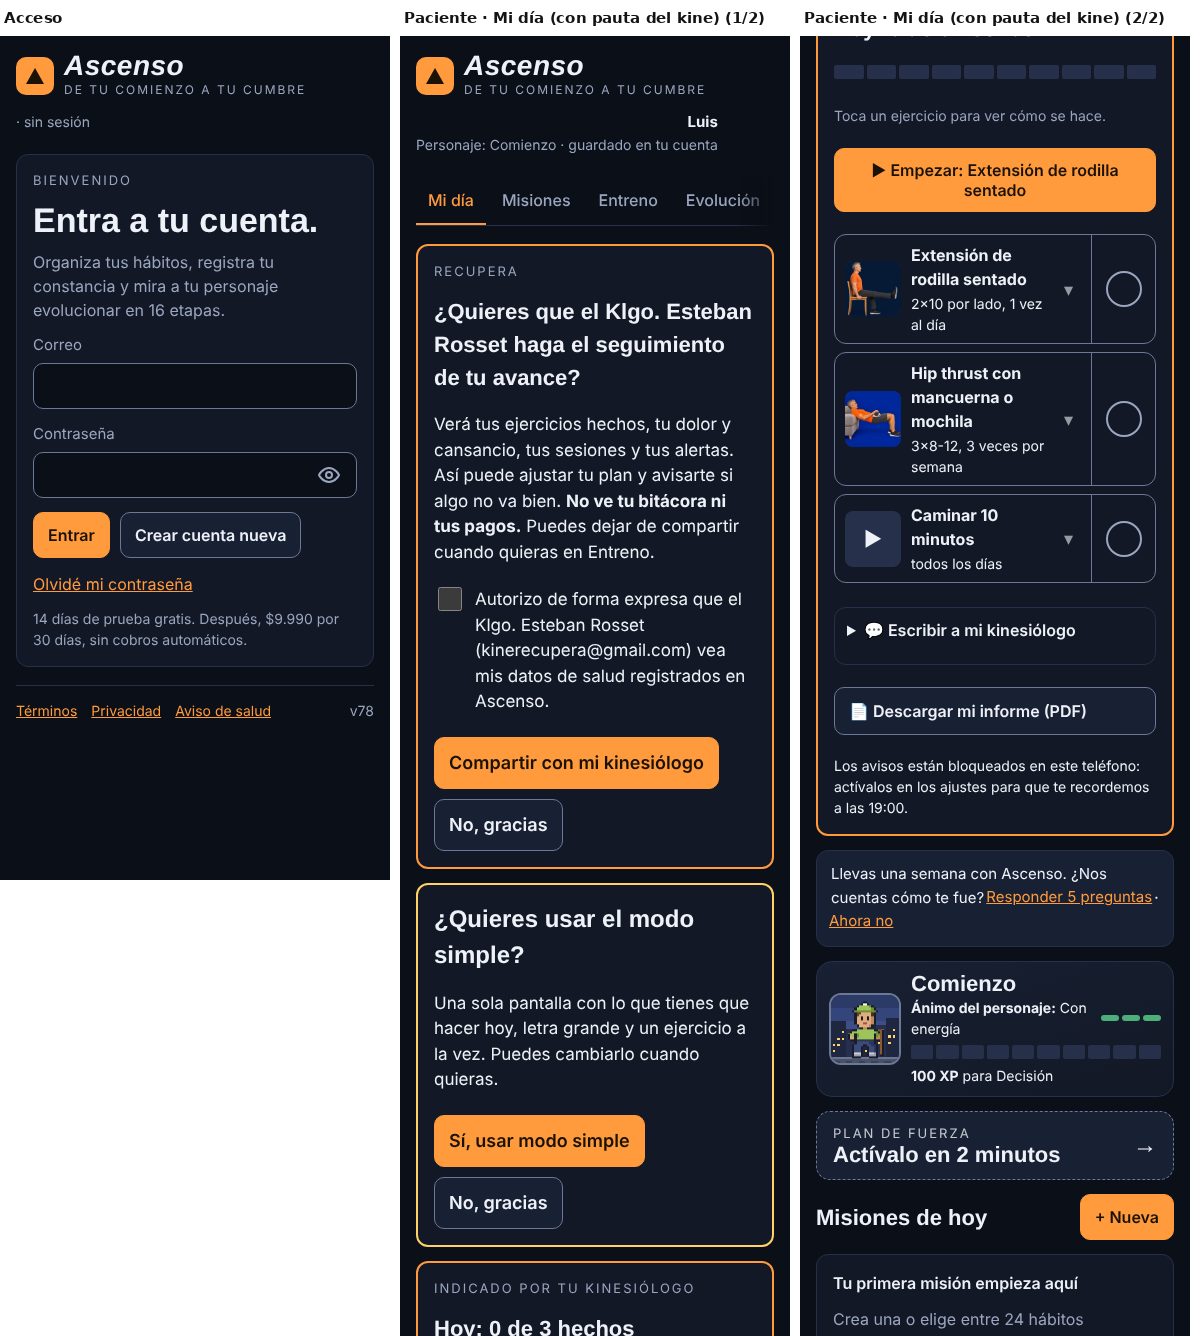 Acceso
Ascenso
DE TU COMIENZO A TU CUMBRE
· sin sesión
BIENVENIDO
Entra a tu cuenta.
Organiza tus hábitos, registra tu
constancia y mira a tu personaje
evolucionar en 16 etapas.
Correo
Contraseña
Entrar
Crear cuenta nueva
Olvidé mi contraseña
14 días de prueba gratis. Después, $9.990 por
30 días, sin cobros automáticos.
Términos
Privacidad
Aviso de salud
v78
Paciente · Mi día (con pauta del kine) (1/2)
Ascenso
DE TU COMIENZO A TU CUMBRE
Luis
Personaje: Comienzo · guardado en tu cuenta
Mi día
Misiones
Entreno
Evolución
RECUPERA
¿Quieres que el Klgo. Esteban
Rosset haga el seguimiento
de tu avance?
Verá tus ejercicios hechos, tu dolor y
cansancio, tus sesiones y tus alertas.
Así puede ajustar tu plan y avisarte si
algo no va bien. No ve tu bitácora ni
tus pagos. Puedes dejar de compartir
cuando quieras en Entreno.
Autorizo de forma expresa que el
Klgo. Esteban Rosset
(kinerecupera@gmail.com) vea
mis datos de salud registrados en
Ascenso.
Compartir con mi kinesiólogo
No, gracias
¿Quieres usar el modo
simple?
Una sola pantalla con lo que tienes que
hacer hoy, letra grande y un ejercicio a
la vez. Puedes cambiarlo cuando
quieras.
Sí, usar modo simple
No, gracias
INDICADO POR TU KINESIÓLOGO
Hoy: 0 de 3 hechos
Paciente · Mi día (con pauta del kine) (2/2)
Toca un ejercicio para ver cómo se hace.
▶ Empezar: Extensión de rodilla
sentado
Extensión de
rodilla sentado
2×10 por lado, 1 vez
al día
Hip thrust con
mancuerna o
mochila
3×8-12, 3 veces por
semana
Caminar 10
minutos
todos los días
▶ 💬 Escribir a mi kinesiólogo
📄 Descargar mi informe (PDF)
Los avisos están bloqueados en este teléfono:
actívalos en los ajustes para que te recordemos
a las 19:00.
Llevas una semana con Ascenso. ¿Nos
cuentas cómo te fue? Responder 5 preguntas ·
Ahora no
Comienzo
Ánimo del personaje: Con
energía
100 XP para Decisión
PLAN DE FUERZA
Actívalo en 2 minutos
→
Misiones de hoy
+ Nueva
Tu primera misión empieza aquí
Crea una o elige entre 24 hábitos